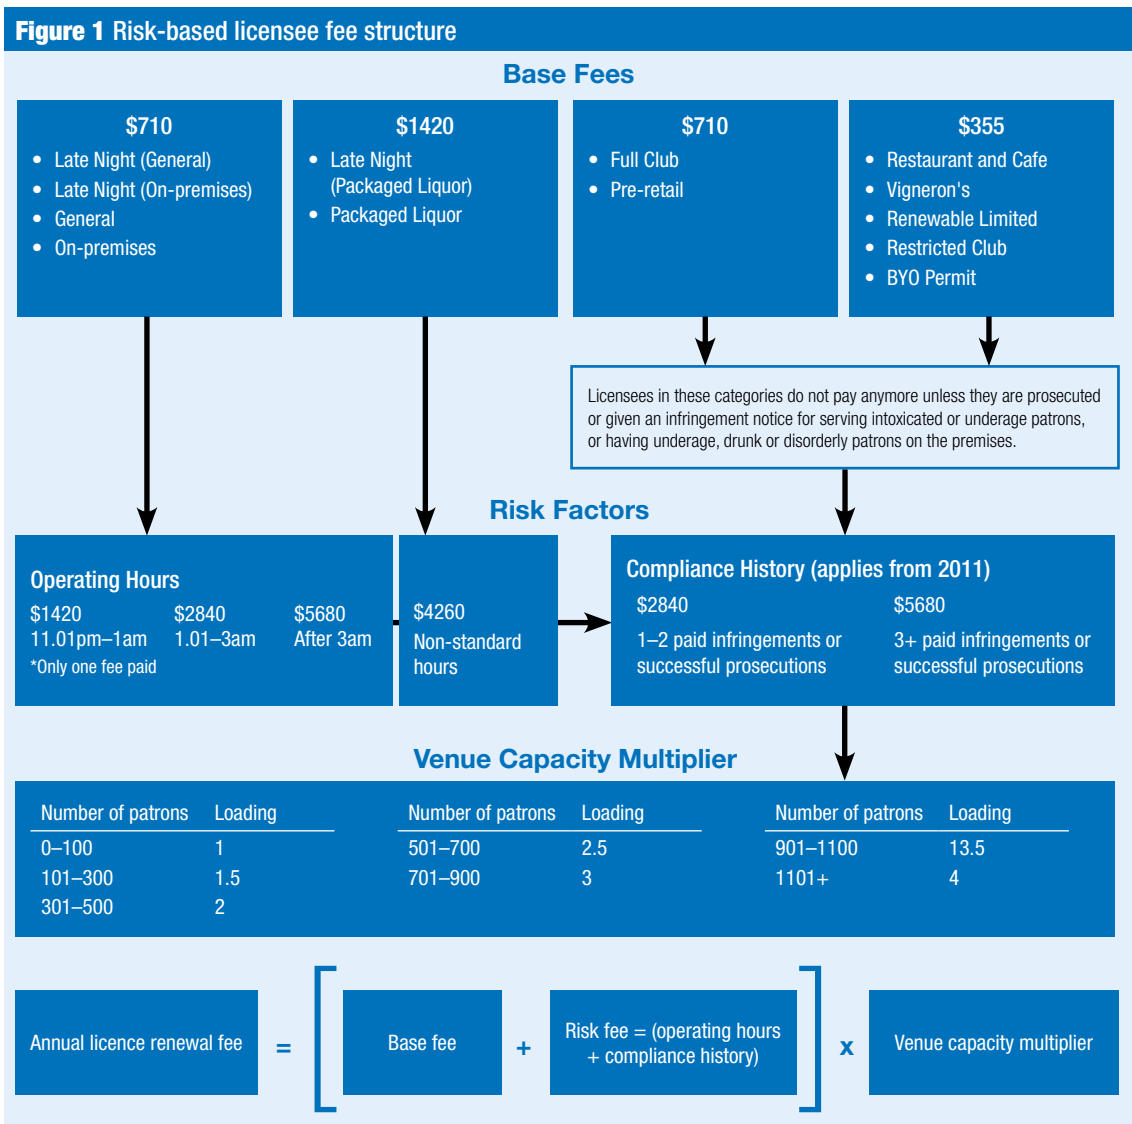 Figure 1 Risk-based licensee fee structure
Base Fees
$710
• Late Night (General)
• Late Night (On-premises)
• General
• On-premises
$1420
• Late Night
(Packaged Liquor)
• Packaged Liquor
$710
• Full Club
• Pre-retail
$355
• Restaurant and Cafe
• Vigneron's
• Renewable Limited
• Restricted Club
• BYO Permit
Licensees in these categories do not pay anymore unless they are prosecuted
or given an infringement notice for serving intoxicated or underage patrons,
or having underage, drunk or disorderly patrons on the premises.
Risk Factors
Operating Hours
$1420 $2840 $5680
11.01pm–1am 1.01–3am After 3am
*Only one fee paid
$4260
Non-standard
hours
Compliance History (applies from 2011)
$2840
1–2 paid infringements or
successful prosecutions
$5680
3+ paid infringements or
successful prosecutions
Venue Capacity Multiplier
Number of patrons Loading
0–100 1
101–300 1.5
301–500 2
Number of patrons Loading
501–700 2.5
701–900 3
Number of patrons Loading
901–1100 13.5
1101+ 4
Annual licence renewal fee
=
[
Base fee
+
Risk fee = (operating hours
+ compliance history)
]
x
Venue capacity multiplier